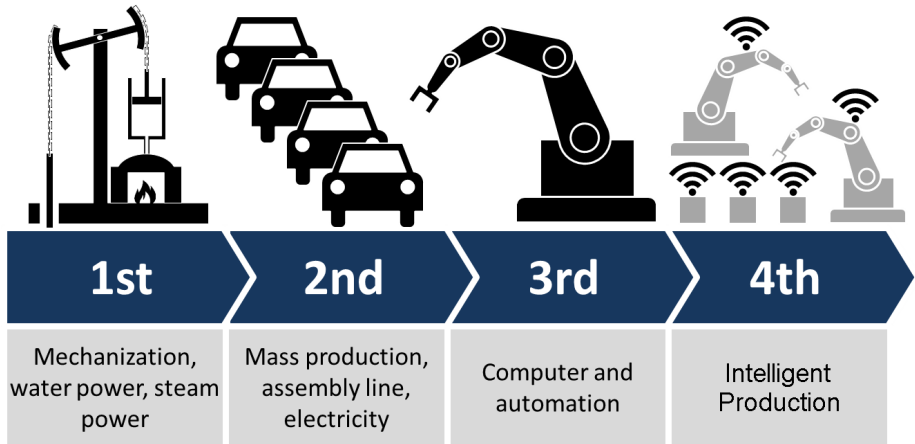 1st
2nd
3rd
4th
Mechanization,
water power, steam
power
Mass production,
assembly line,
electricity
Computer and
automation
Intelligent
Production